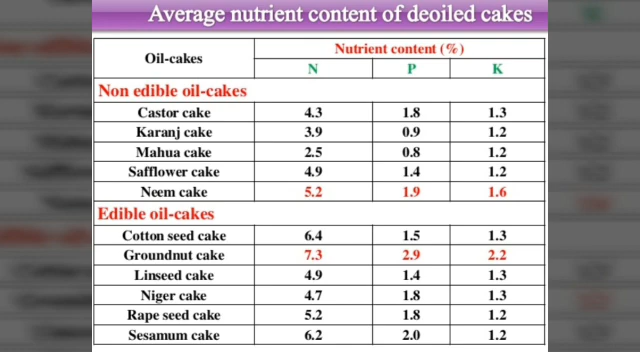 Average nutrient content of deoiled cakes
Oil-cakes Nutrient content (%)
N P K
Non edible oil-cakes
Castor cake 4.3 1.8 1.3
Karanj cake 3.9 0.9 1.2
Mahua cake 2.5 0.8 1.2
Safflower cake 4.9 1.4 1.2
Neem cake 5.2 1.9 1.6
Edible oil-cakes
Cotton seed cake 6.4 1.5 1.3
Groundnut cake 7.3 2.9 2.2
Linseed cake 4.9 1.4 1.3
Niger cake 4.7 1.8 1.3
Rape seed cake 5.2 1.8 1.2
Sesamum cake 6.2 2.0 1.2